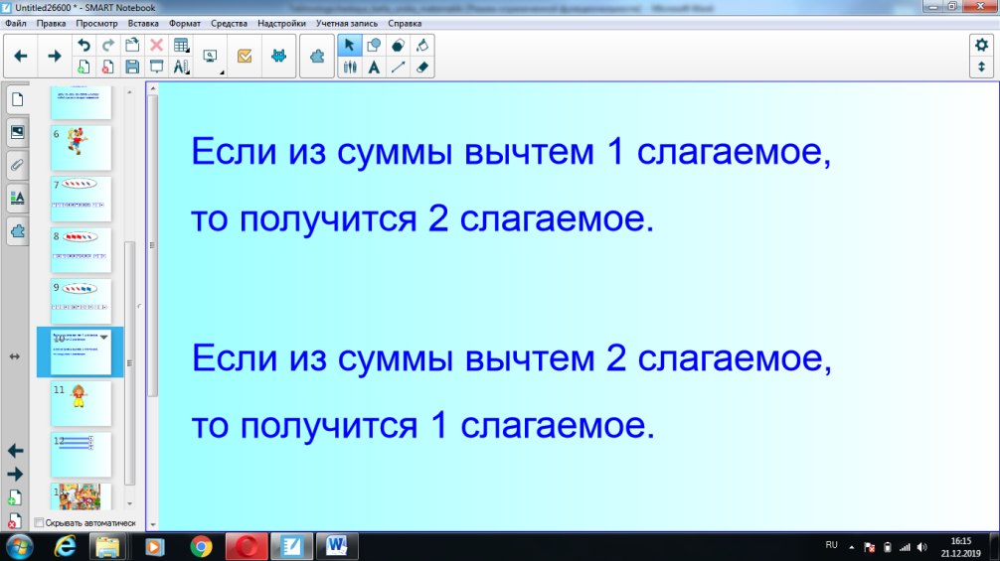 Untitled26600 * - SMART Notebook
Файл Правка Просмотр Вставка Формат Средства Надстройки Учетная запись Справка
6
7
8
9
10
11
12
Скрывать автоматическ
Если из суммы вычтем 1 слагаемое,
то получится 2 слагаемое.
Если из суммы вычтем 2 слагаемое,
то получится 1 слагаемое.
RU
16:15
21.12.2019